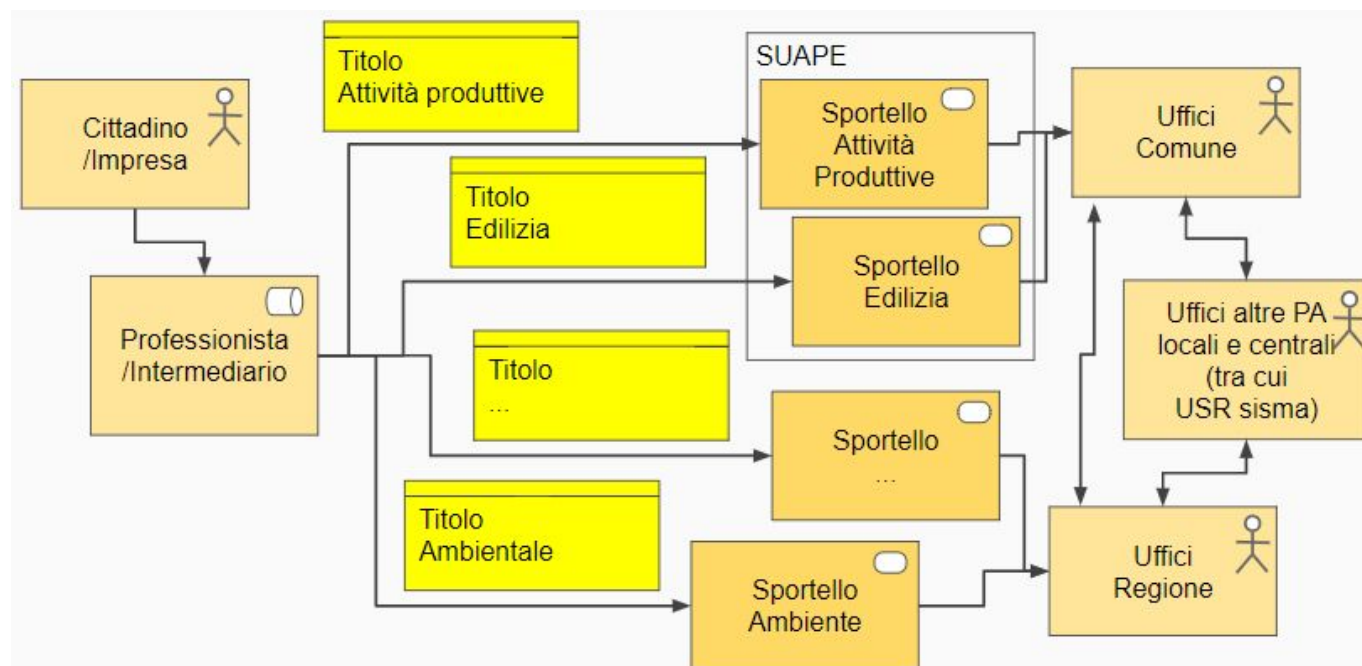 Titolo
Attività produttive
SUAPE
Cittadino
/Impresa
Sportello
Attività
Produttive
Uffici
Comune
Titolo
Edilizia
Sportello
Edilizia
Professionista
/Intermediario
Uffici altre PA
locali e centrali
(tra cui
USR sisma)
Titolo
...
Sportello
...
Titolo
Ambientale
Sportello
Ambiente
Uffici
Regione